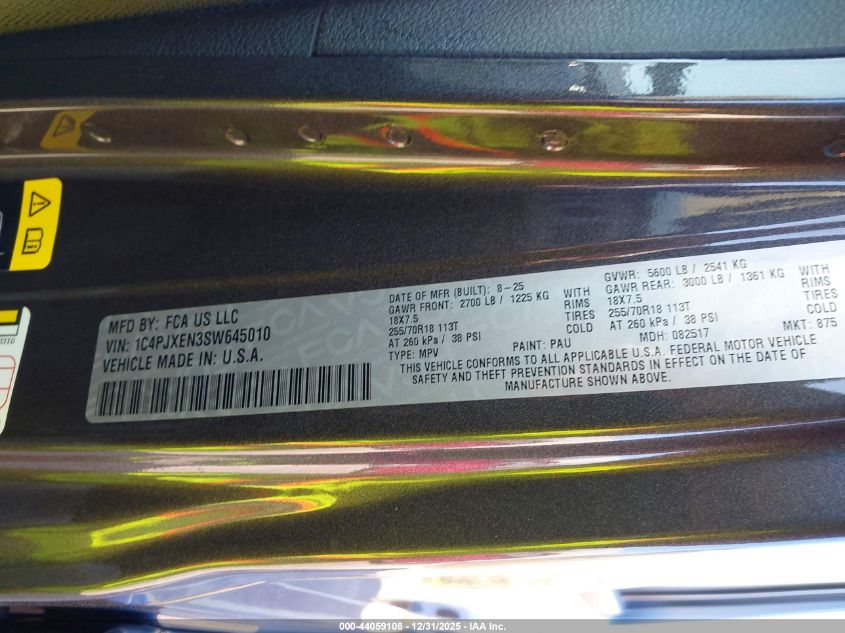 MFD BY: FCA US LLC
VIN: 1C4PJXEN3SW645010
VEHICLE MADE IN: U.S.A.
DATE OF MFR (BUILT): 8-25
GAWR FRONT: 2700 LB / 1225 KG WITH
18X7.5 RIMS
255/70R18 113T TIRES
AT 260 kPa / 38 PSI COLD
TYPE: MPV
GVWR: 5600 LB / 2541 KG
GAWR REAR: 3000 LB / 1361 KG WITH
18X7.5 RIMS
255/70R18 113T TIRES
AT 260 kPa / 38 PSI COLD
PAINT: PAU MDH: 082517 MKT: 875
THIS VEHICLE CONFORMS TO ALL APPLICABLE U.S.A. FEDERAL MOTOR VEHICLE
SAFETY AND THEFT PREVENTION STANDARDS IN EFFECT ON THE DATE OF
MANUFACTURE SHOWN ABOVE.
000-44059108 - 12/31/2025 - IAA Inc.